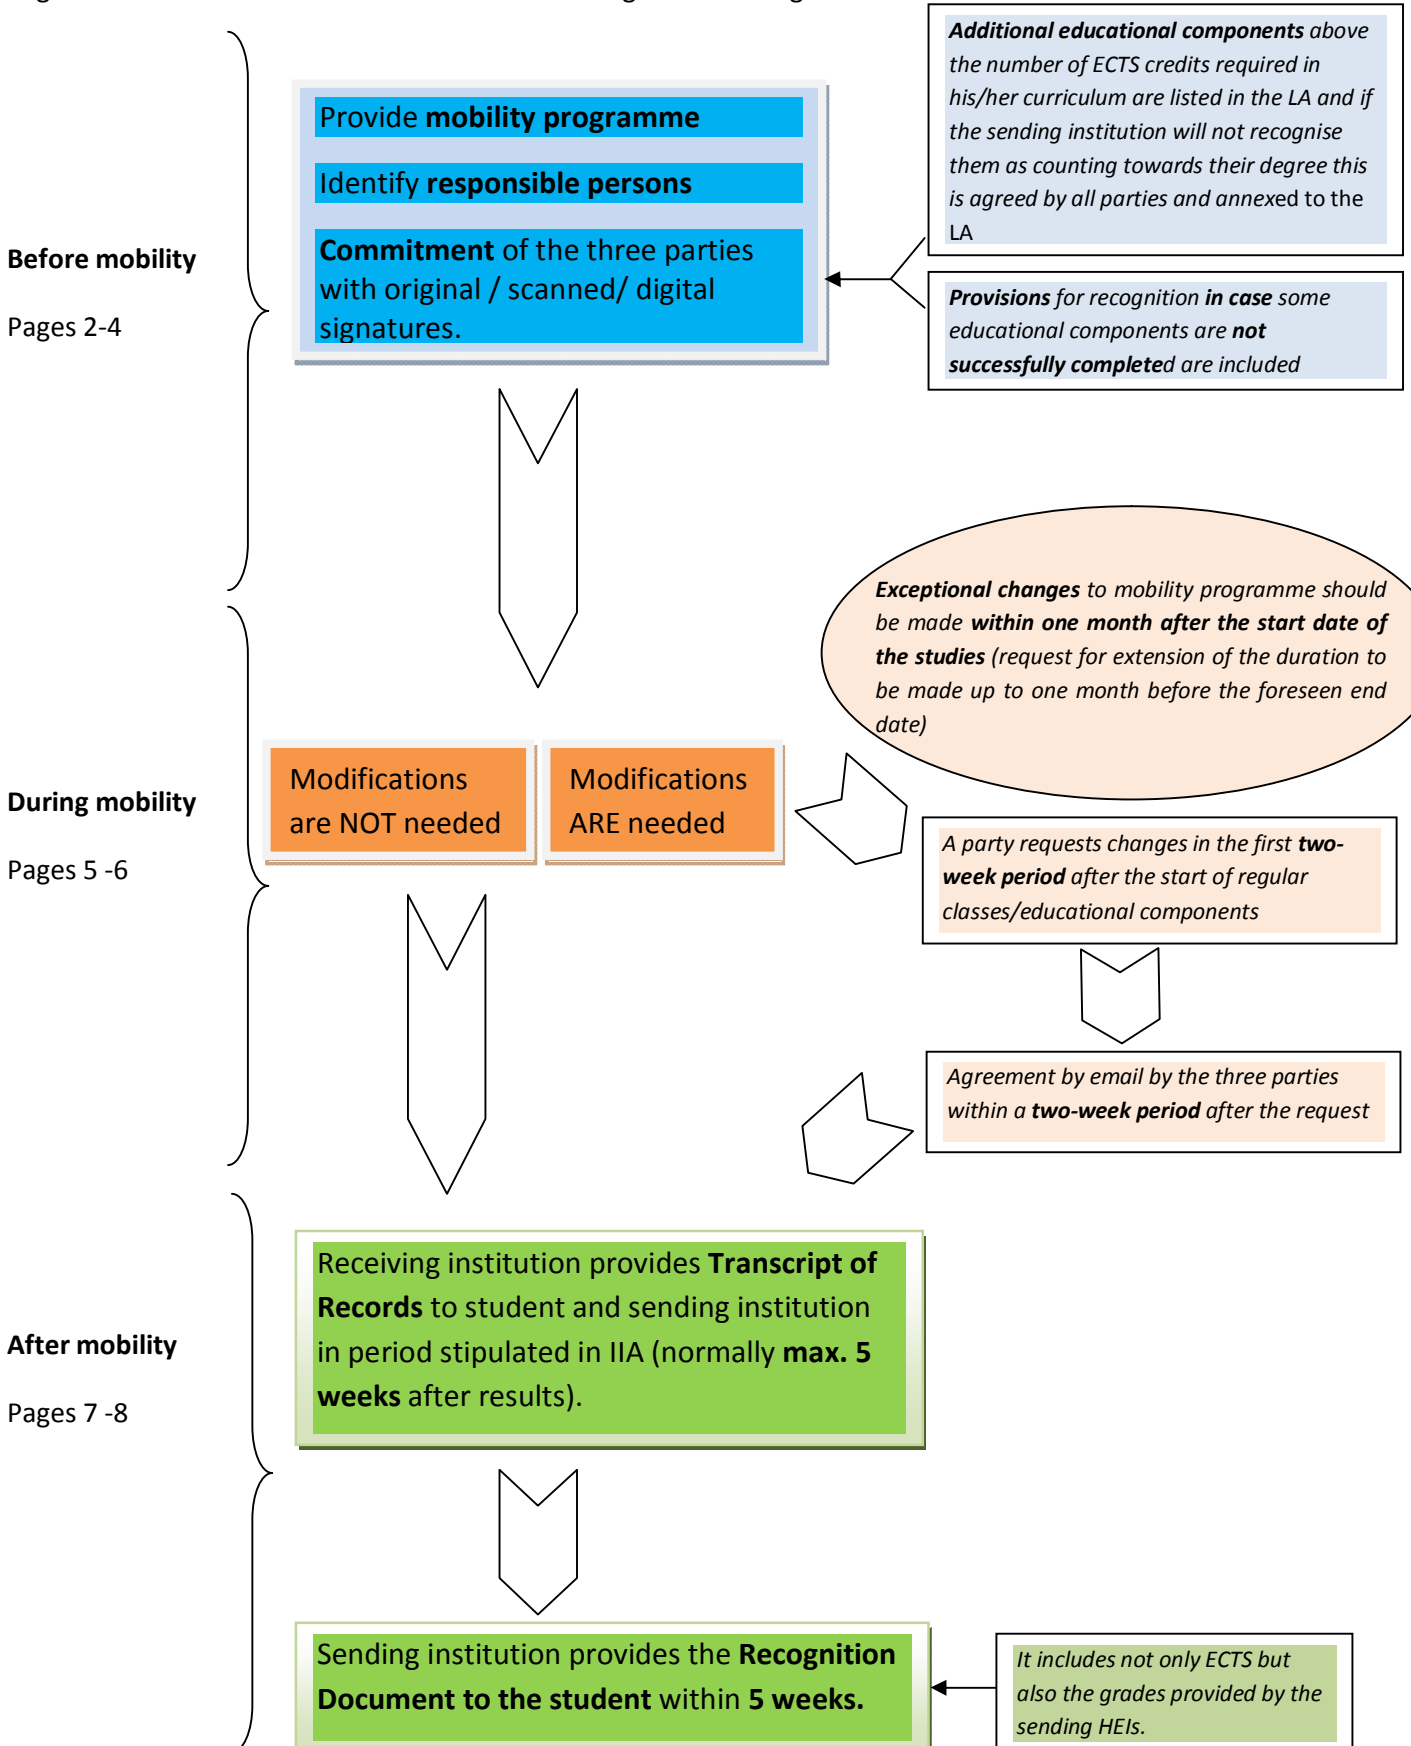 Additional educational components above
the number of ECTS credits required in
his/her curriculum are listed in the LA and if
the sending institution will not recognise
them as counting towards their degree this
is agreed by all parties and annexed to the
LA
Provide mobility programme
Identify responsible persons
Commitment of the three parties
with original / scanned/ digital
signatures.
Before mobility
Pages 2-4
Provisions for recognition in case some
educational components are not
successfully completed are included
Exceptional changes to mobility programme should
be made within one month after the start date of
the studies (request for extension of the duration to
be made up to one month before the foreseen end
date)
During mobility
Pages 5 -6
Modifications
are NOT needed
Modifications
ARE needed
A party requests changes in the first two-
week period after the start of regular
classes/educational components
Agreement by email by the three parties
within a two-week period after the request
After mobility
Pages 7 -8
Receiving institution provides Transcript of
Records to student and sending institution
in period stipulated in IIA (normally max. 5
weeks after results).
Sending institution provides the Recognition
Document to the student within 5 weeks.
It includes not only ECTS but
also the grades provided by the
sending HEIs.